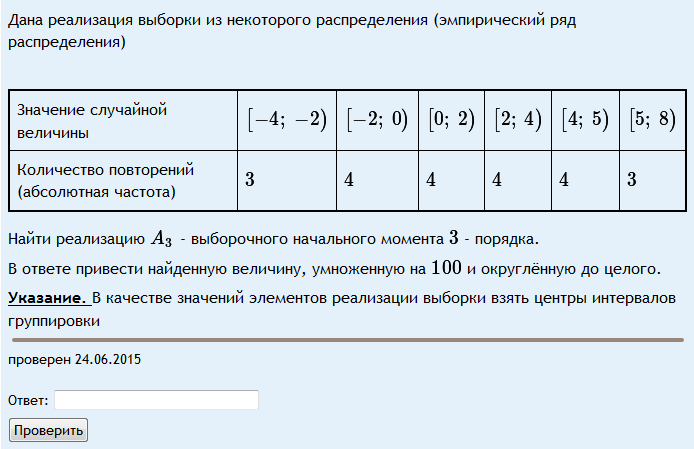 Дана реализация выборки из некоторого распределения (эмпирический ряд
распределения)
Значение случайной
величины
[−4; −2) [−2; 0) [0; 2) [2; 4) [4; 5) [5; 8)
Количество повторений
(абсолютная частота)
3 4 4 4 4 3
Найти реализацию A₃ - выборочного начального момента 3 - порядка.
В ответе привести найденную величину, умноженную на 100 и округлённую до целого.
Указание. В качестве значений элементов реализации выборки взять центры интервалов
группировки
проверен 24.06.2015
Ответ:
Проверить